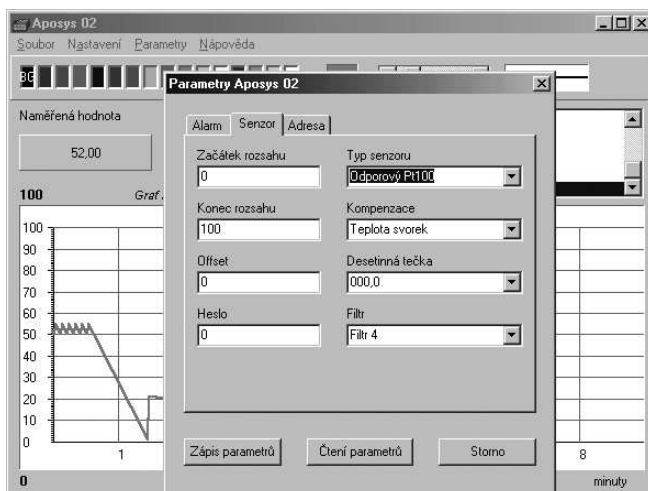 Aposys 02
Soubor Nastavení Parametry Nápověda
BG
Parametry Aposys 02
Naměřená hodnota
52,00
Alarm Senzor Adresa
Začátek rozsahu Typ senzoru
0 Odporový Pt100
Konec rozsahu Kompenzace
100 Teplota svorek
Offset Desetinná tečka
0 000,0
Heslo Filtr
0 Filtr 4
Zápis parametrů Čtení parametrů Storno
100 Graf
100
90
80
70
60
50
40
30
20
10
0
1 8
0 minuty